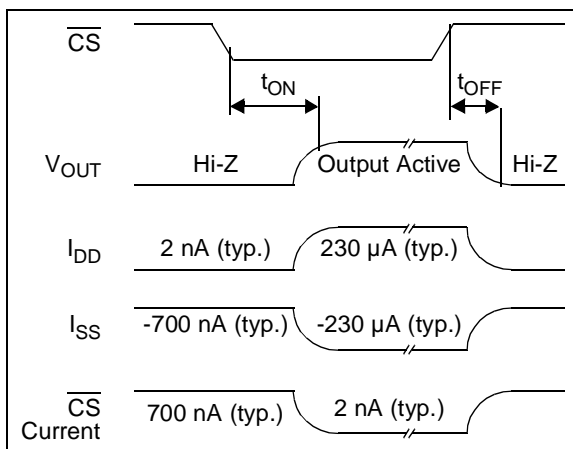 CS
tON
tOFF
VOUT
Hi-Z
Output Active
Hi-Z
IDD
2 nA (typ.)
230 µA (typ.)
ISS
-700 nA (typ.)
-230 µA (typ.)
CS
Current
700 nA (typ.)
2 nA (typ.)